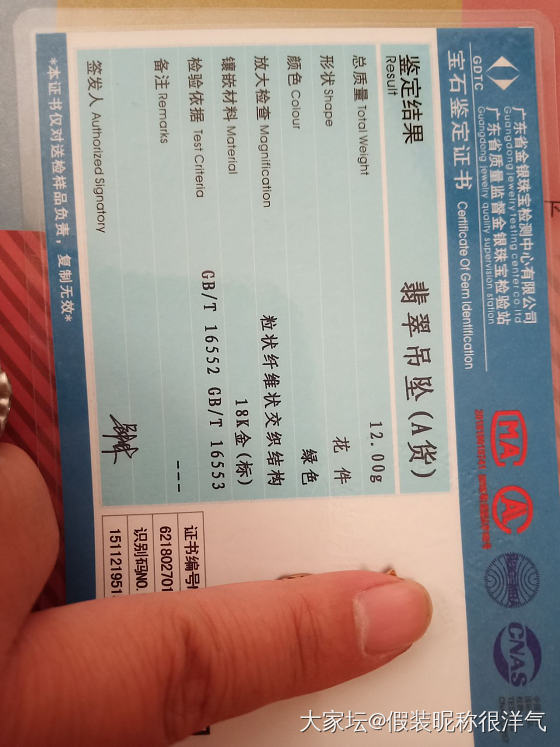 GDTC
广东省金银珠宝检测中心有限公司
Guangdong jewelry testing center co ltd
广东省质量监督金银珠宝检验站
Guangdong jewelry quality supervision station
宝石鉴定证书 Certificate Of Gem Identification
MA
CNAS
鉴定结果 翡翠吊坠(A货)
Result
总质量 Total Weight 12.00g
形状 Shape 花件
颜色 Colour 绿色
放大检查 Magnification 粒状纤维状交织结构
镶嵌材料 Material 18K金(标)
检验依据 Test Criteria GB/T 16552 GB/T 16553
备注 Remarks ---
签发人 Authorized Signatory
*本证书仅对送检样品负责，复制无效*
证书编号
62180270
识别码NO.
15112195
大家坛@假装昵称很洋气